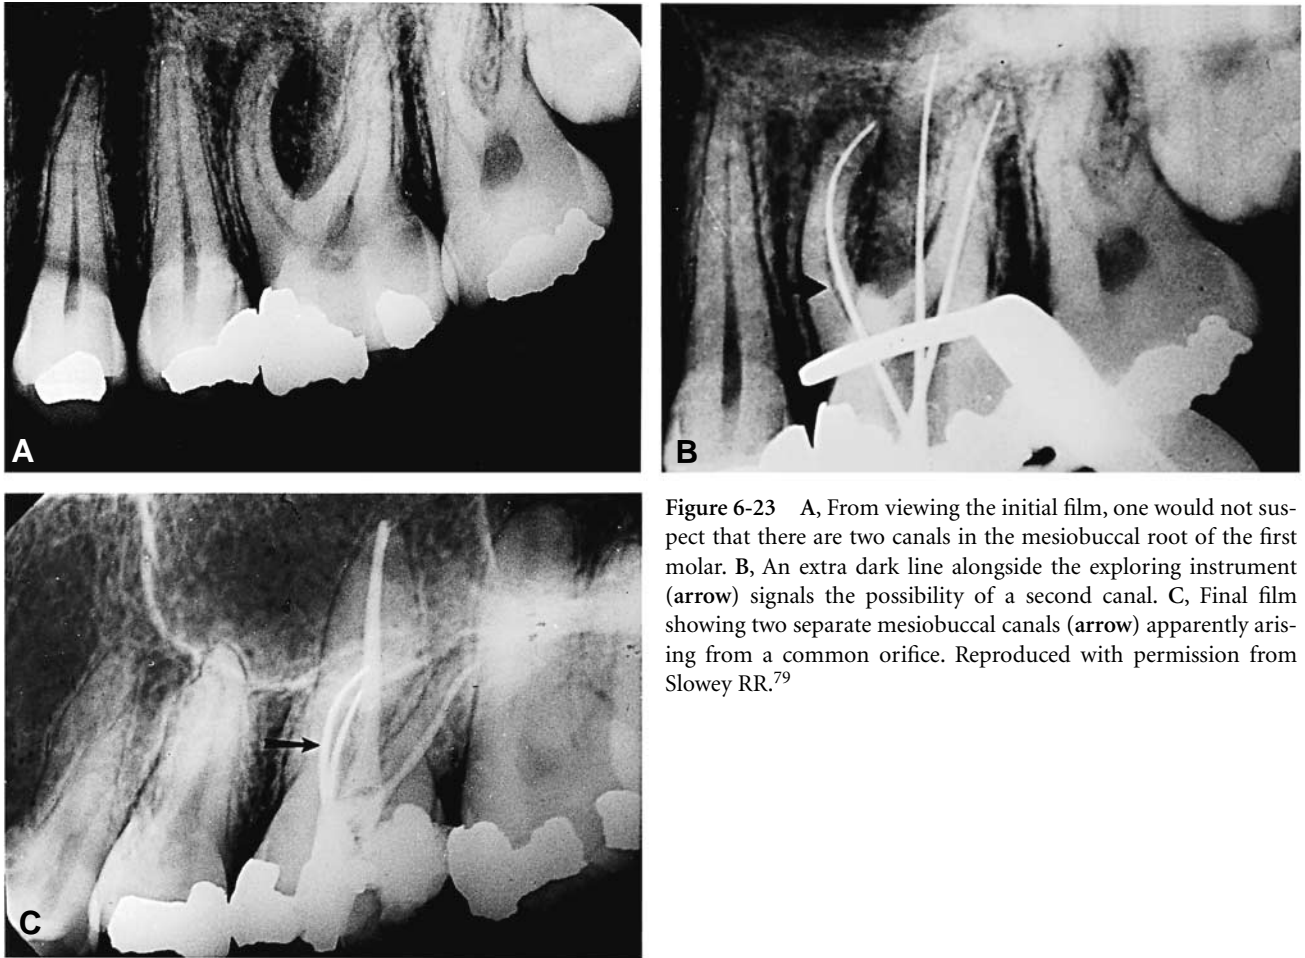 A
B
Figure 6-23 A, From viewing the initial film, one would not sus-
pect that there are two canals in the mesiobuccal root of the first
molar. B, An extra dark line alongside the exploring instrument
(arrow) signals the possibility of a second canal. C, Final film
showing two separate mesiobuccal canals (arrow) apparently aris-
ing from a common orifice. Reproduced with permission from
Slowey RR.79
C